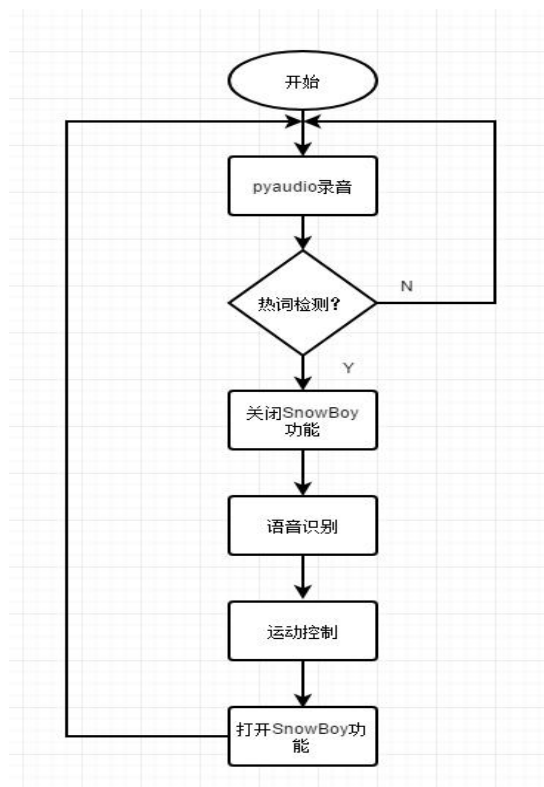 开始
pyaudio录音
热词检测?
N
Y
关闭SnowBoy
功能
语音识别
运动控制
打开SnowBoy功
能